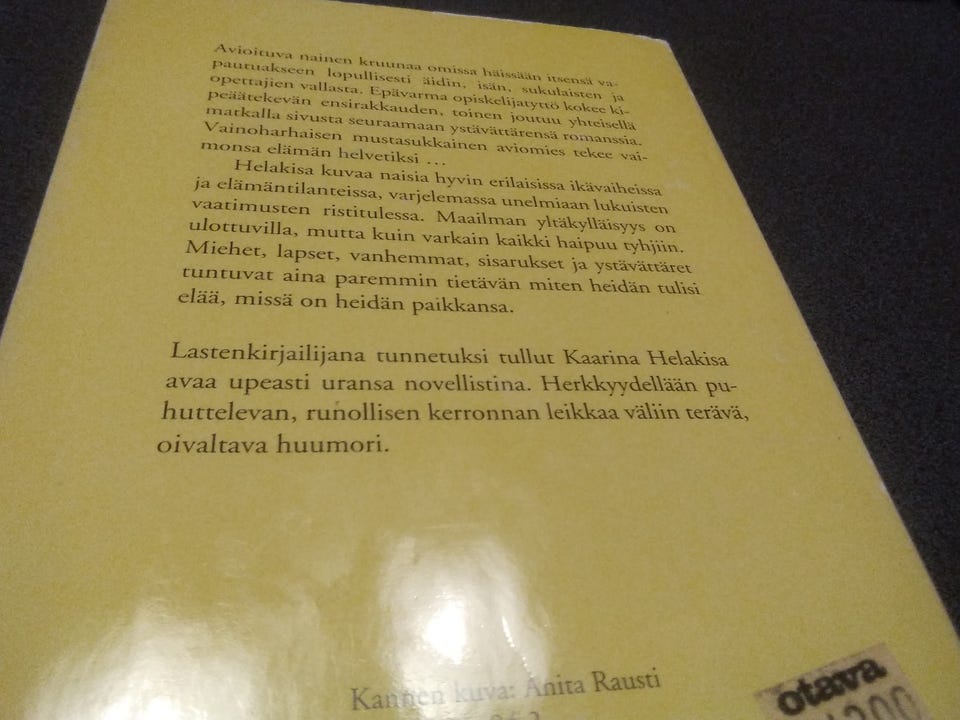 Avioituva nainen kruunaa omissa häissään itsensä va-
pautuakseen lopullisesti äidin, isän, sukulaisten ja
opettajien vallasta. Epävarma opiskelijatyttö kokee ki-
peäätekevän ensirakkauden, toinen joutuu yhteisellä
matkalla sivusta seuraamaan ystävättärensä romanssia.
Vainoharhaisen mustasukkainen aviomies tekee vai-
monsa elämän helvetiksi ...
Helakisa kuvaa naisia hyvin erilaisissa ikävaiheissa
ja elämäntilanteissa, varjelemassa unelmiaan lukuisten
vaatimusten ristitulessa. Maailman yltäkylläisyys on
ulottuvilla, mutta kuin varkain kaikki haipuu tyhjiin.
Miehet, lapset, vanhemmat, sisarukset ja ystävättäret
tuntuvat aina paremmin tietävän miten heidän tulisi
elää, missä on heidän paikkansa.
Lastenkirjailijana tunnetuksi tullut Kaarina Helakisa
avaa upeasti uransa novellistina. Herkkyydellään pu-
huttelevan, runollisen kerronnan leikkaa väliin terävä,
oivaltava huumori.
Kannen kuva: Anita Rausti
otava